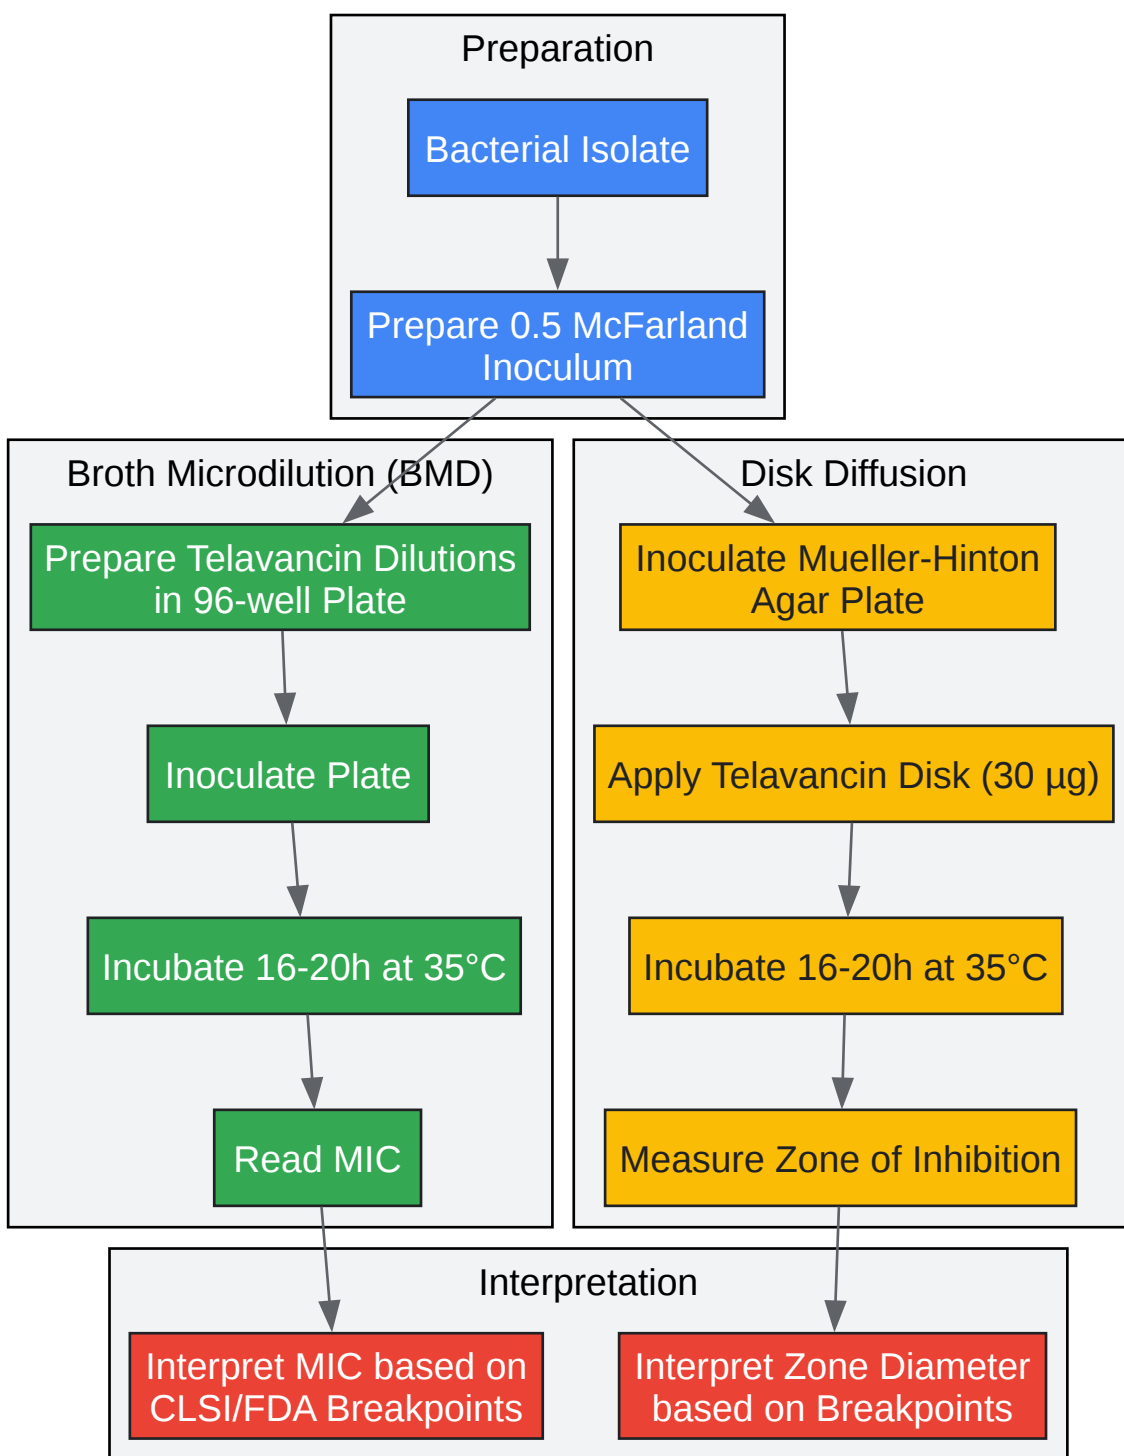 Preparation
Bacterial Isolate
Prepare 0.5 McFarland
Inoculum
Broth Microdilution (BMD)
Prepare Telavancin Dilutions
in 96-well Plate
Inoculate Plate
Incubate 16-20h at 35°C
Read MIC
Disk Diffusion
Inoculate Mueller-Hinton
Agar Plate
Apply Telavancin Disk (30 µg)
Incubate 16-20h at 35°C
Measure Zone of Inhibition
Interpretation
Interpret MIC based on
CLSI/FDA Breakpoints
Interpret Zone Diameter
based on Breakpoints